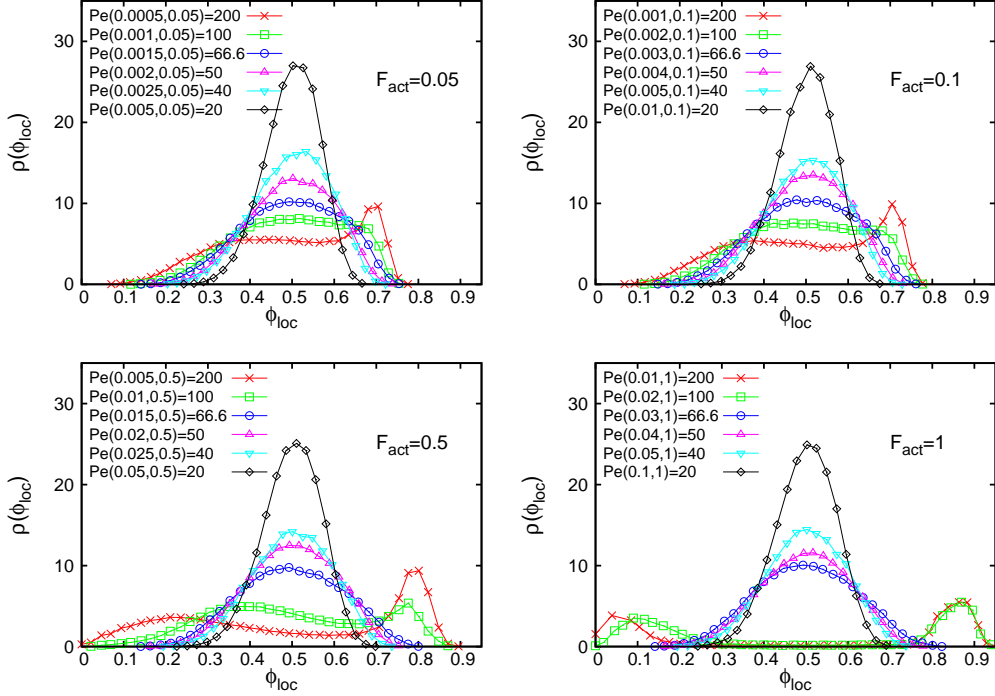 Pe(0.0005,0.05)=200
Pe(0.001,0.05)=100
Pe(0.0015,0.05)=66.6
Pe(0.002,0.05)=50
Pe(0.0025,0.05)=40
Pe(0.005,0.05)=20
F_act=0.05
ρ(ϕ_loc)
30
20
10
0
0 0.1 0.2 0.3 0.4 0.5 0.6 0.7 0.8 0.9
ϕ_loc
Pe(0.001,0.1)=200
Pe(0.002,0.1)=100
Pe(0.003,0.1)=66.6
Pe(0.004,0.1)=50
Pe(0.005,0.1)=40
Pe(0.01,0.1)=20
F_act=0.1
ρ(ϕ_loc)
30
20
10
0
0 0.1 0.2 0.3 0.4 0.5 0.6 0.7 0.8 0.9
ϕ_loc
Pe(0.005,0.5)=200
Pe(0.01,0.5)=100
Pe(0.015,0.5)=66.6
Pe(0.02,0.5)=50
Pe(0.025,0.5)=40
Pe(0.05,0.5)=20
F_act=0.5
ρ(ϕ_loc)
30
20
10
0
0 0.1 0.2 0.3 0.4 0.5 0.6 0.7 0.8 0.9
ϕ_loc
Pe(0.01,1)=200
Pe(0.02,1)=100
Pe(0.03,1)=66.6
Pe(0.04,1)=50
Pe(0.05,1)=40
Pe(0.1,1)=20
F_act=1
ρ(ϕ_loc)
30
20
10
0
0 0.1 0.2 0.3 0.4 0.5 0.6 0.7 0.8 0.9
ϕ_loc